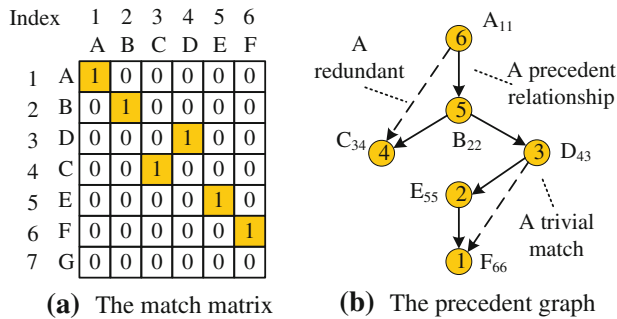 Index 1 2 3 4 5 6
A B C D E F
1 A 1 0 0 0 0 0
2 B 0 1 0 0 0 0
3 D 0 0 0 1 0 0
4 C 0 0 1 0 0 0
5 E 0 0 0 0 1 0
6 F 0 0 0 0 0 1
7 G 0 0 0 0 0 0
(a) The match matrix
6 A11
A
redundant
A precedent
relationship
5
B22
C34
4
3 D43
E55 2
A trivial
match
1 F66
(b) The precedent graph